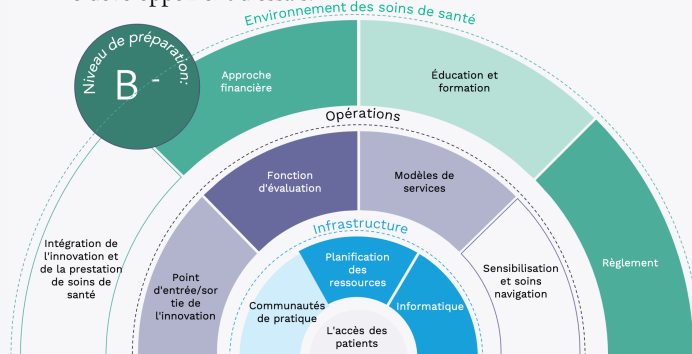 Environnement des soins de santé
Niveau de préparation:
B -
Approche
financière
Éducation et
formation
Opérations
Fonction
d'évaluation
Modèles de
services
Infrastructure
Intégration de
l'innovation et
de la prestation
de soins de
santé
Point
d'entrée/sor
tie de
l'innovation
Planification
des
ressources
Communautés
de pratique
Informatique
Sensibilisation
et soins
navigation
Règlement
L'accès des
patients